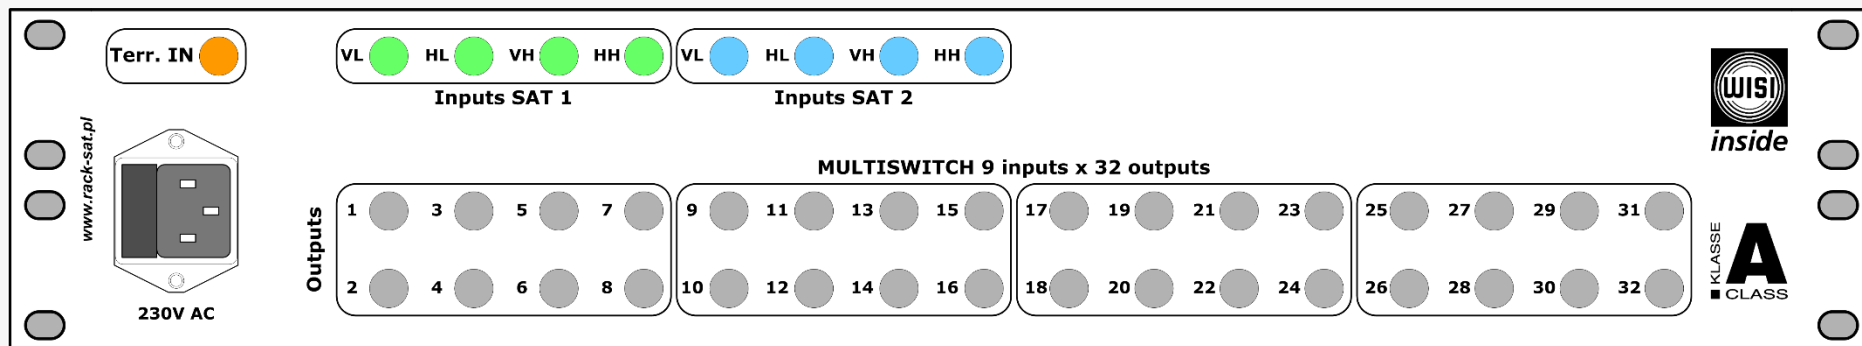 Terr. IN
VL HL VH HH VL HL VH HH
Inputs SAT 1 Inputs SAT 2
WISI
inside
www.rack-sat.pl
230V AC
MULTISWITCH 9 inputs x 32 outputs
Outputs
1 3 5 7 9 11 13 15 17 19 21 23 25 27 29 31
2 4 6 8 10 12 14 16 18 20 22 24 26 28 30 32
KLASSE
A
CLASS